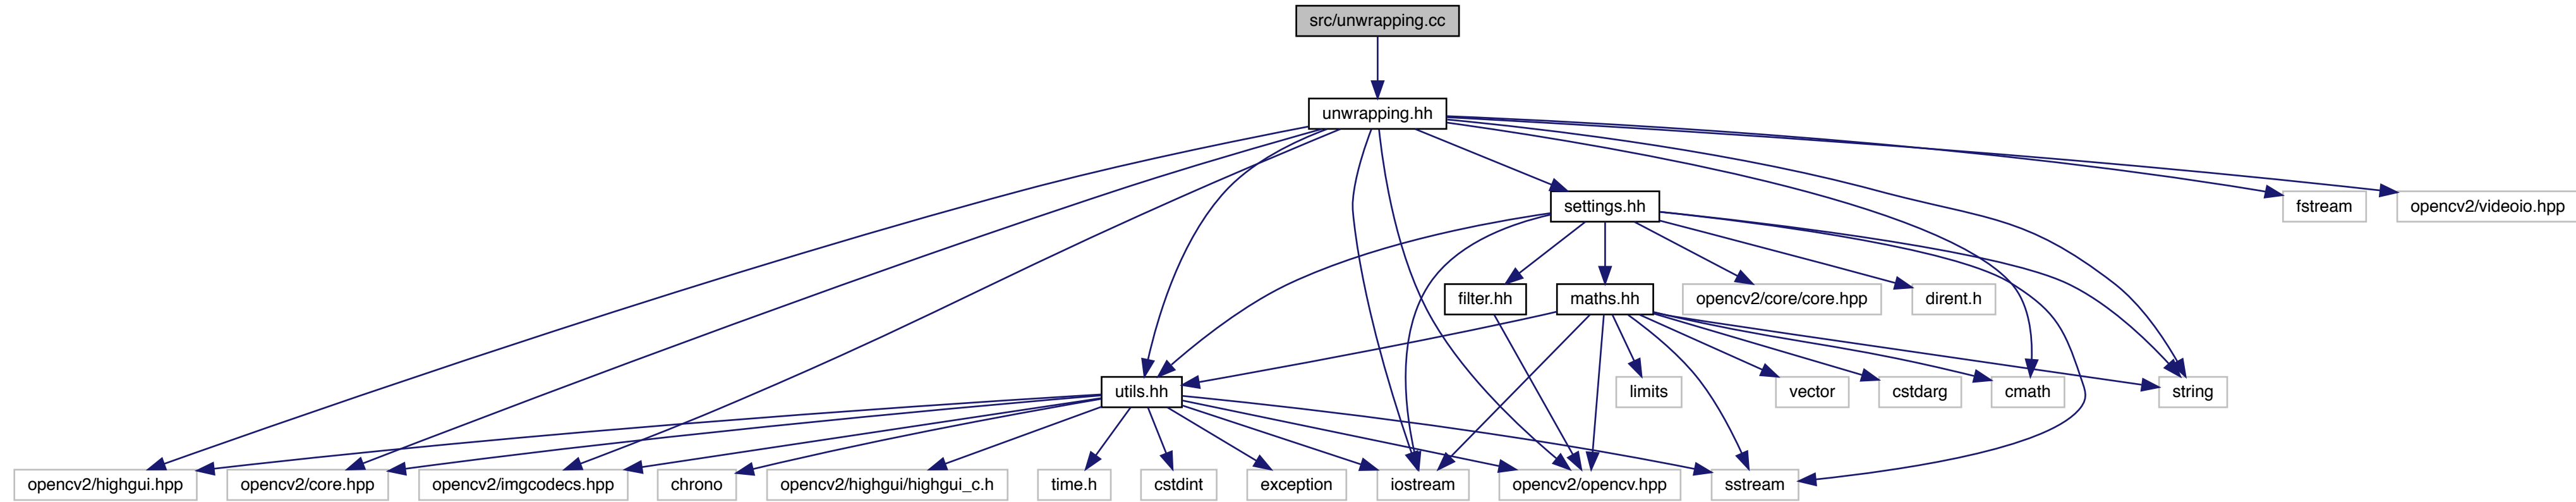 src/unwrapping.cc
unwrapping.hh
settings.hh
fstream
opencv2/videoio.hpp
filter.hh
maths.hh
opencv2/core/core.hpp
dirent.h
utils.hh
limits
vector
cstdarg
cmath
string
opencv2/highgui.hpp
opencv2/core.hpp
opencv2/imgcodecs.hpp
chrono
opencv2/highgui/highgui_c.h
time.h
cstdint
exception
iostream
opencv2/opencv.hpp
sstream